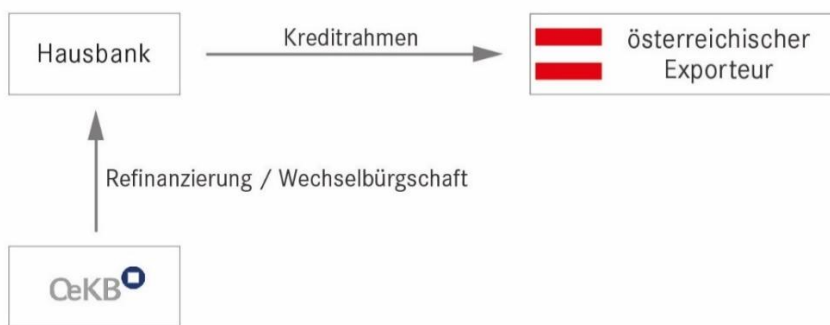 Hausbank
Kreditrahmen
österreichischer
Exporteur
Refinanzierung / Wechselbürgschaft
OeKB